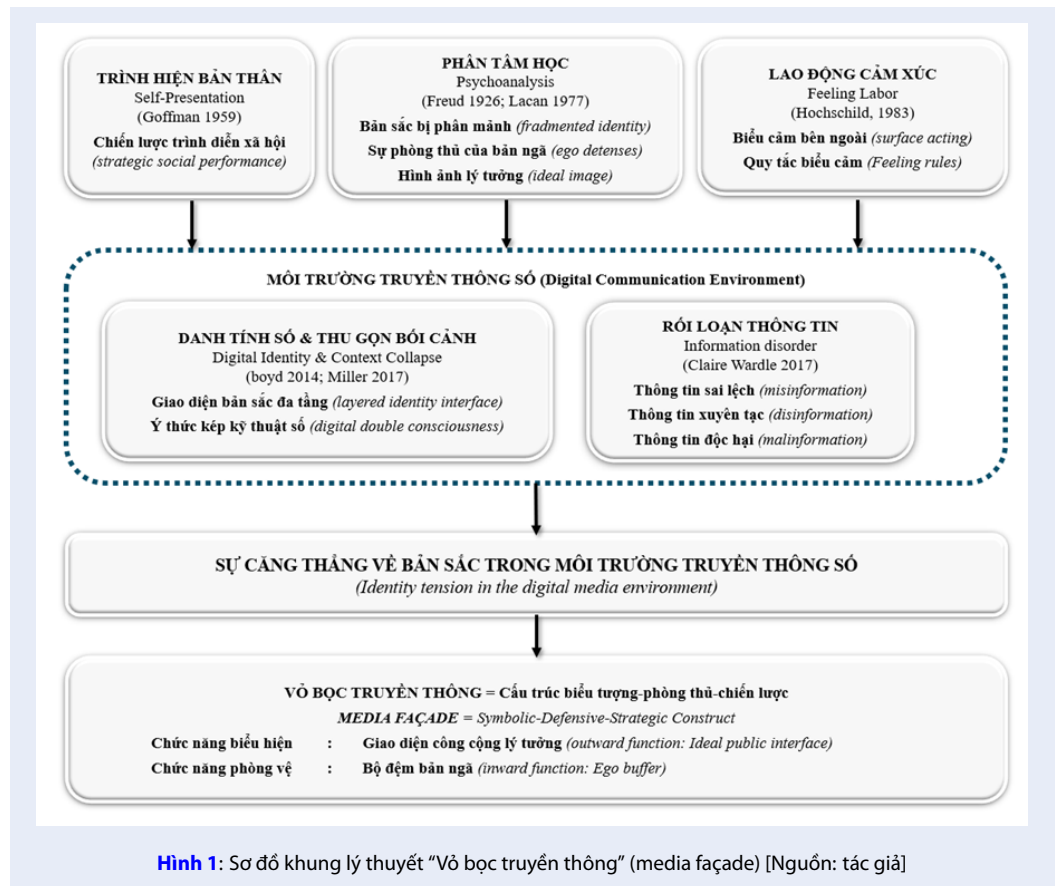 TRÌNH HIỆN BẢN THÂN
Self-Presentation
(Goffman 1959)
Chiến lược trình diễn xã hội
(strategic social performance)
PHÂN TÂM HỌC
Psychoanalysis
(Freud 1926; Lacan 1977)
Bản sắc bị phân mảnh (fradmented identity)
Sự phòng thủ của bản ngã (ego detenses)
Hình ảnh lý tưởng (ideal image)
LAO ĐỘNG CẢM XÚC
Feeling Labor
(Hochschild, 1983)
Biểu cảm bên ngoài (surface acting)
Quy tắc biểu cảm (Feeling rules)
MÔI TRƯỜNG TRUYỀN THÔNG SỐ (Digital Communication Environment)
DANH TÍNH SỐ & THU GỌN BỐI CẢNH
Digital Identity & Context Collapse
(boyd 2014; Miller 2017)
Giao diện bản sắc đa tầng (layered identity interface)
Ý thức kép kỹ thuật số (digital double consciousness)
RỐI LOẠN THÔNG TIN
Information disorder
(Claire Wardle 2017)
Thông tin sai lệch (misinformation)
Thông tin xuyên tạc (disinformation)
Thông tin độc hại (malinformation)
SỰ CĂNG THẲNG VỀ BẢN SẮC TRONG MÔI TRƯỜNG TRUYỀN THÔNG SỐ
(Identity tension in the digital media environment)
VỎ BỌC TRUYỀN THÔNG = Cấu trúc biểu tượng-phòng thủ-chiến lược
MEDIA FAÇADE = Symbolic-Defensive-Strategic Construct
Chức năng biểu hiện : Giao diện công cộng lý tưởng (outward function: Ideal public interface)
Chức năng phòng vệ : Bộ đệm bản ngã (inward function: Ego buffer)
Hình 1: Sơ đồ khung lý thuyết “Vỏ bọc truyền thông” (media façade) [Nguồn: tác giả]